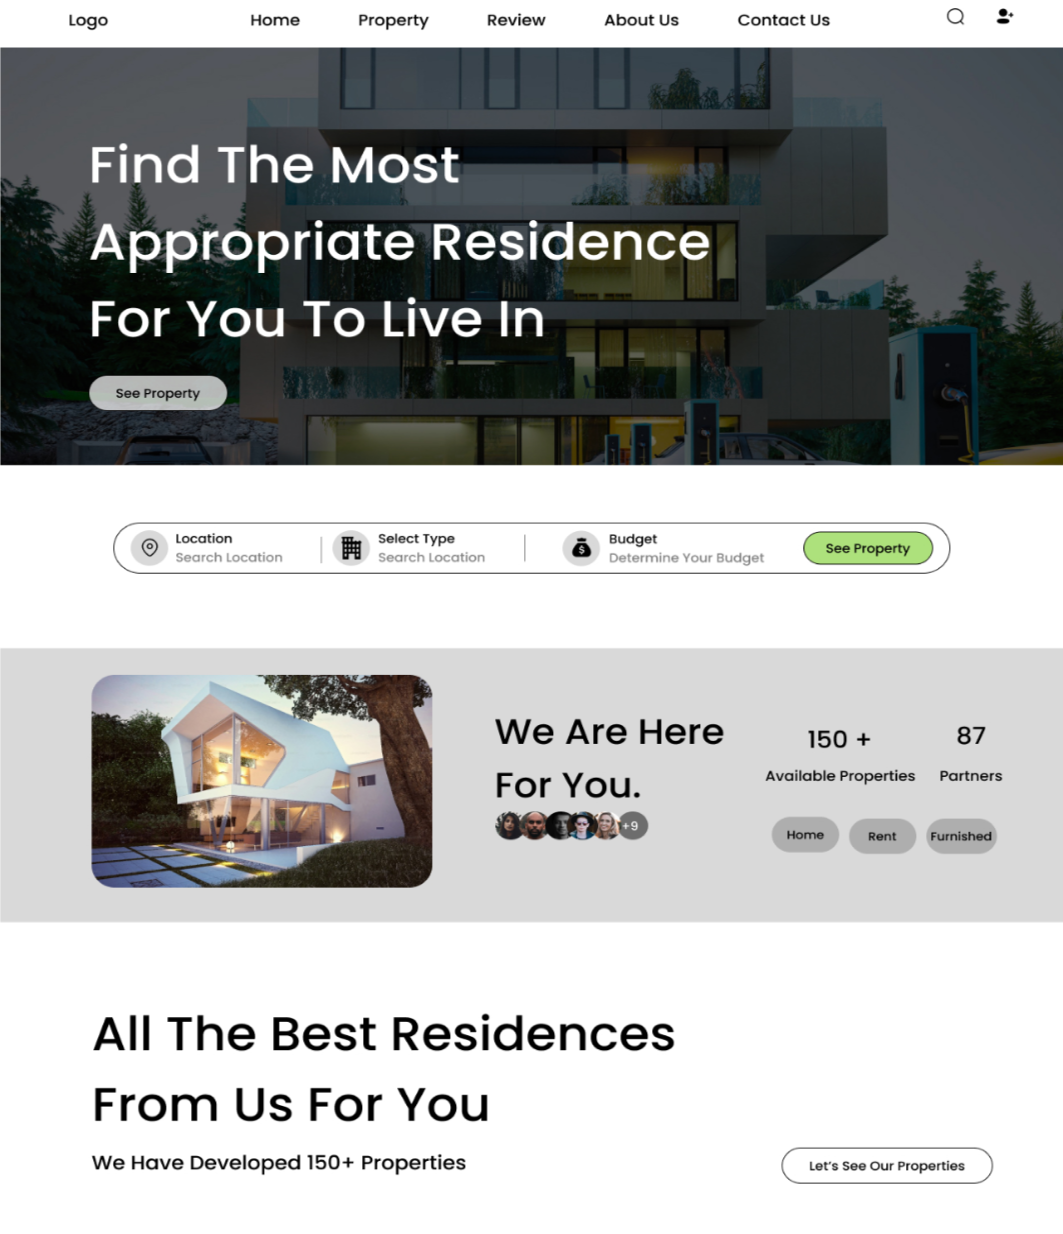 Logo
Home
Property
Review
About Us
Contact Us
Find The Most
Appropriate Residence
For You To Live In
See Property
Location
Search Location
Select Type
Search Location
Budget
Determine Your Budget
See Property
We Are Here
For You.
+9
150 +
Available Properties
87
Partners
Home
Rent
Furnished
All The Best Residences
From Us For You
We Have Developed 150+ Properties
Let's See Our Properties